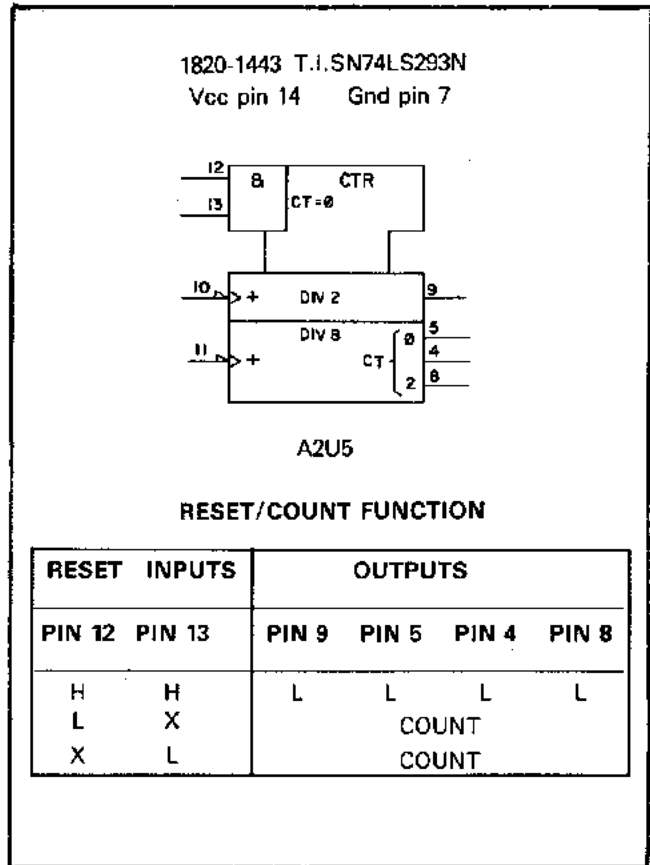 1820-1443 T.I.SN74LS293N
Vcc pin 14 Gnd pin 7
12 & CTR
13 CT=0
10 + DIV 2 9
DIV 8 0 5
11 + CT 4
2 8
A2U5
RESET/COUNT FUNCTION
RESET INPUTS OUTPUTS
PIN 12 PIN 13 PIN 9 PIN 5 PIN 4 PIN 8
H H L L L L
L X COUNT
X L COUNT